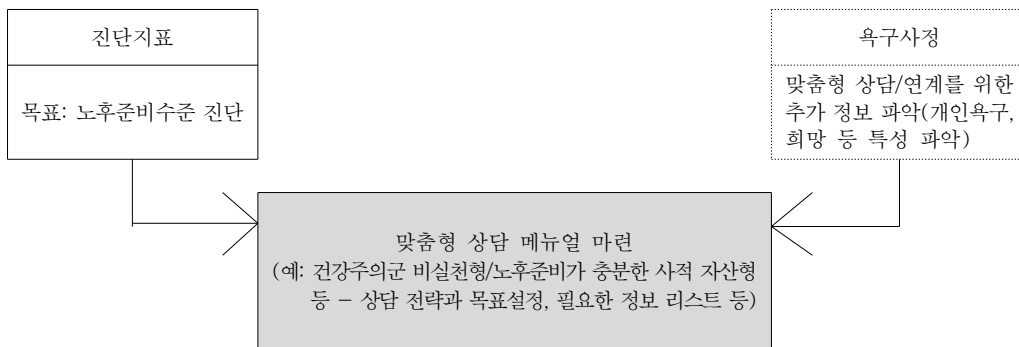 진단지표
목표: 노후준비수준 진단
욕구사정
맞춤형 상담/연계를 위한
추가 정보 파악(개인욕구,
희망 등 특성 파악)
맞춤형 상담 메뉴얼 마련
(예: 건강주의군 비실천형/노후준비가 충분한 사적 자산형
등 - 상담 전략과 목표설정, 필요한 정보 리스트 등)